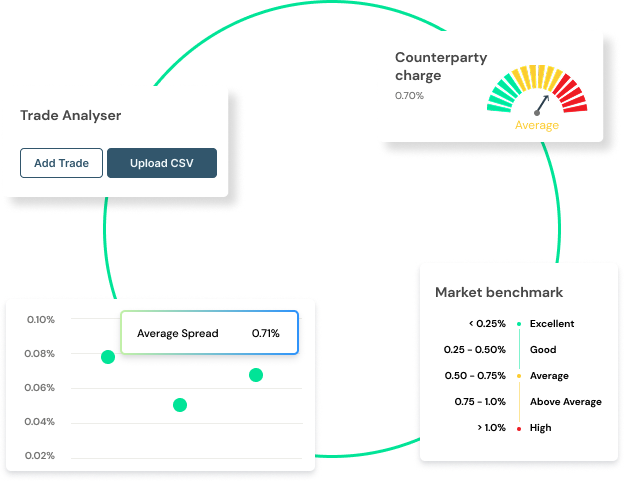 Counterparty
charge
0.70%
Average
Trade Analyser
Add Trade
Upload CSV
Market benchmark
< 0.25% Excellent
0.25 - 0.50% Good
0.50 - 0.75% Average
0.75 - 1.0% Above Average
> 1.0% High
Average Spread 0.71%
0.10%
0.08%
0.06%
0.04%
0.02%